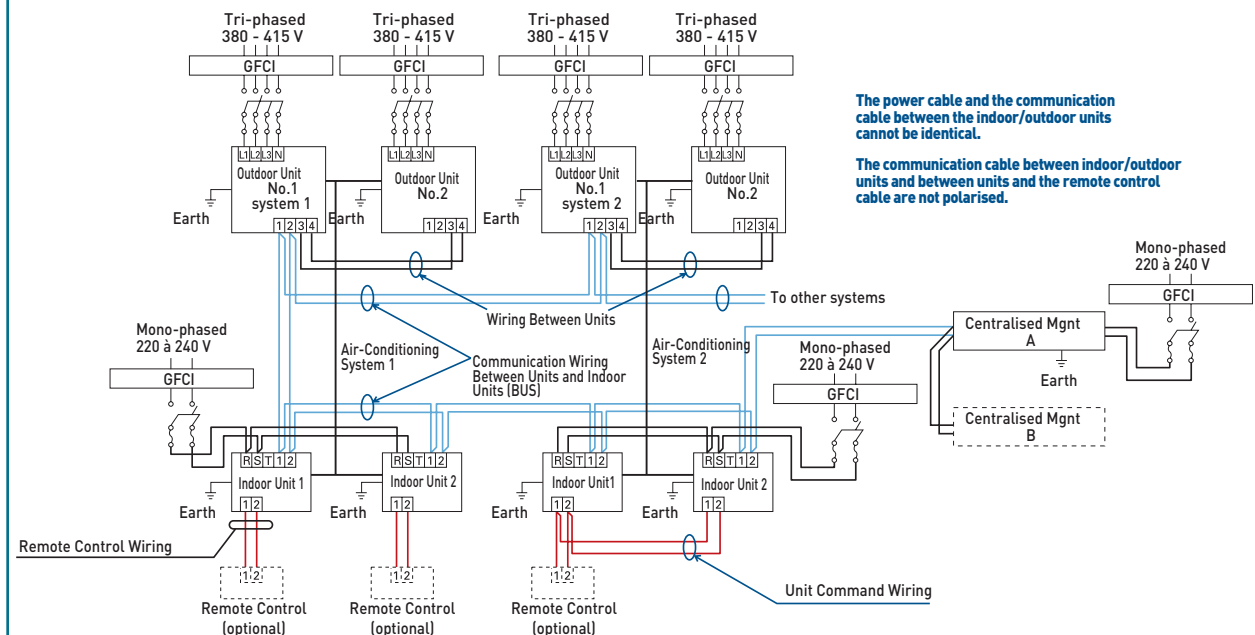 Tri-phased
380 - 415 V
Tri-phased
380 - 415 V
Tri-phased
380 - 415 V
Tri-phased
380 - 415 V
GFCI
GFCI
GFCI
GFCI
The power cable and the communication
cable between the indoor/outdoor units
cannot be identical.
The communication cable between indoor/outdoor
units and between units and the remote control
cable are not polarised.
L1 L2 L3 N
L1 L2 L3 N
L1 L2 L3 N
L1 L2 L3 N
Outdoor Unit
No.1
system 1
Outdoor Unit
No.2
Outdoor Unit
No.1
system 2
Outdoor Unit
No.2
Earth
Earth
Earth
Earth
1 2 3 4
1 2 3 4
1 2 3 4
1 2 3 4
Mono-phased
220 à 240 V
GFCI
To other systems
Wiring Between Units
Centralised Mgnt
A
Earth
Centralised Mgnt
B
Mono-phased
220 à 240 V
GFCI
Air-Conditioning
System 1
Communication Wiring
Between Units and Indoor
Units (BUS)
Air-Conditioning
System 2
Mono-phased
220 à 240 V
GFCI
R S T 1 2
R S T 1 2
R S T 1 2
R S T 1 2
Indoor Unit 1
Indoor Unit 2
Indoor Unit1
Indoor Unit 2
1 2
1 2
1 2
1 2
Earth
Earth
Earth
Earth
Remote Control Wiring
1 2
1 2
1 2
Unit Command Wiring
Remote Control
(optional)
Remote Control
(optional)
Remote Control
(optional)